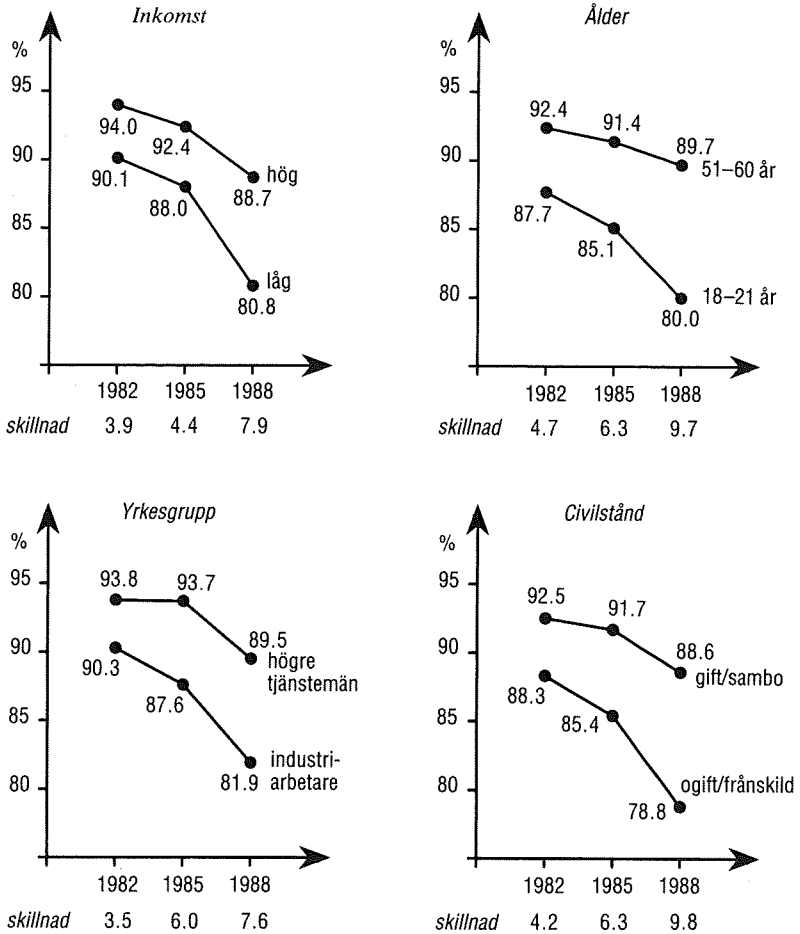 Inkomst
%
95
94.0
92.4
90
90.1
88.0
88.7
hög
85
80
låg
80.8
1982 1985 1988
skillnad 3.9 4.4 7.9
Ålder
%
95
92.4
91.4
89.7
90
51–60 år
87.7
85
85.1
80
18–21 år
80.0
1982 1985 1988
skillnad 4.7 6.3 9.7
Yrkesgrupp
%
95
93.8
93.7
90
90.3
89.5
högre
tjänstemän
87.6
85
80
81.9
industri-
arbetare
1982 1985 1988
skillnad 3.5 6.0 7.6
Civilstånd
%
95
92.5
91.7
90
88.6
gift/sambo
88.3
85
85.4
80
78.8
ogift/frånskild
1982 1985 1988
skillnad 4.2 6.3 9.8